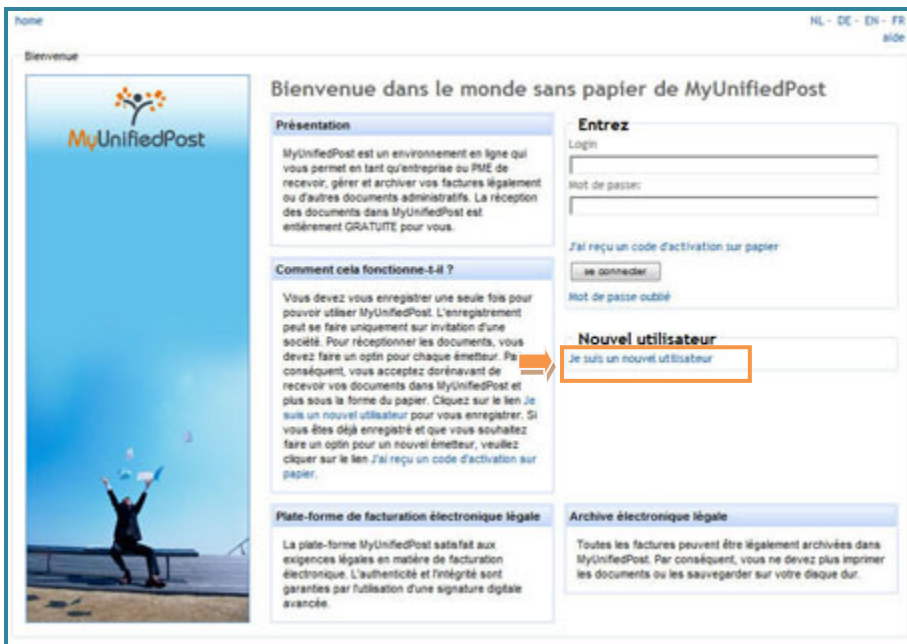 home
NL - DE - EN - FR
aide
Bienvenue
MyUnifiedPost
Bienvenue dans le monde sans papier de MyUnifiedPost
Présentation
MyUnifiedPost est un environnement en ligne qui
vous permet en tant qu'entreprise ou PME de
recevoir, gérer et archiver vos factures légalement
ou d'autres documents administratifs. La réception
des documents dans MyUnifiedPost est
entièrement GRATUITE pour vous.
Entrez
Login
Mot de passe:
J'ai reçu un code d'activation sur papier
se connecter
Mot de passe oublié
Comment cela fonctionne-t-il ?
Vous devez vous enregistrer une seule fois pour
pouvoir utiliser MyUnifiedPost. L'enregistrement
peut se faire uniquement sur invitation d'une
société. Pour réceptionner les documents, vous
devez faire un optin pour chaque émetteur. Pa
conséquent, vous acceptez dorénavant de
recevoir vos documents dans MyUnifiedPost et
plus sous la forme du papier. Cliquez sur le lien Je
suis un nouvel utilisateur pour vous enregistrer. Si
vous êtes déjà enregistré et que vous souhaitez
faire un optin pour un nouvel émetteur, veuillez
cliquer sur le lien J'ai reçu un code d'activation sur
papier.
Nouvel utilisateur
Je suis un nouvel utilisateur
Plate-forme de facturation électronique légale
La plate-forme MyUnifiedPost satisfait aux
exigences légales en matière de facturation
électronique. L'authenticité et l'intégrité sont
garanties par l'utilisation d'une signature digitale
avancée.
Archive électronique légale
Toutes les factures peuvent être légalement archivées dans
MyUnifiedPost. Par conséquent, vous ne devez plus imprimer
les documents ou les sauvegarder sur votre disque dur.